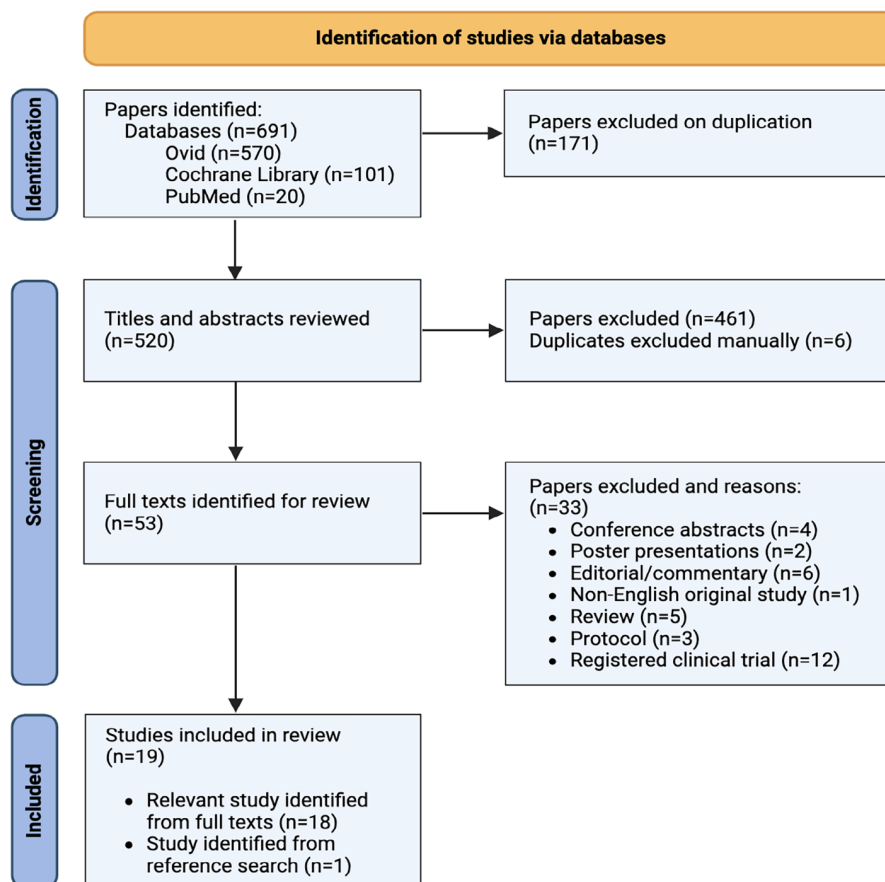 Identification of studies via databases
Identification
Papers identified:
Databases (n=691)
Ovid (n=570)
Cochrane Library (n=101)
PubMed (n=20)
Papers excluded on duplication
(n=171)
Screening
Titles and abstracts reviewed
(n=520)
Papers excluded (n=461)
Duplicates excluded manually (n=6)
Full texts identified for review
(n=53)
Papers excluded and reasons:
(n=33)
• Conference abstracts (n=4)
• Poster presentations (n=2)
• Editorial/commentary (n=6)
• Non-English original study (n=1)
• Review (n=5)
• Protocol (n=3)
• Registered clinical trial (n=12)
Included
Studies included in review
(n=19)
• Relevant study identified
from full texts (n=18)
• Study identified from
reference search (n=1)